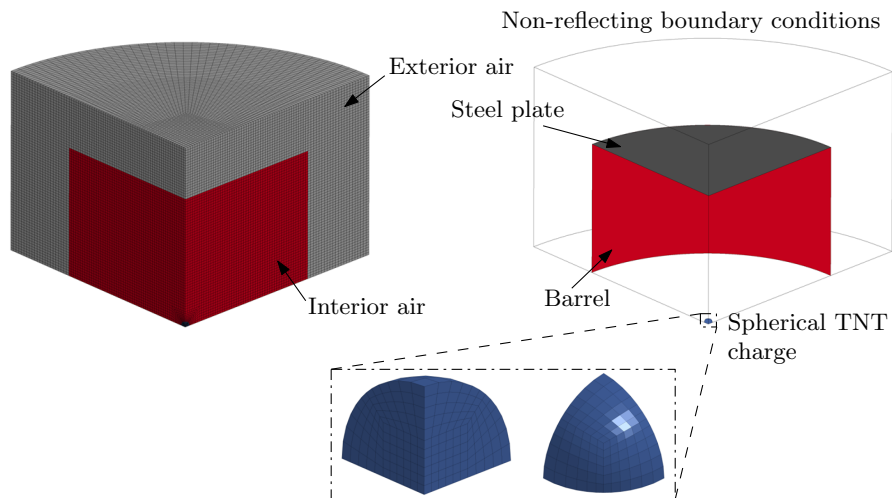 Non-reflecting boundary conditions
Exterior air
Steel plate
Interior air
Barrel
Spherical TNT
charge